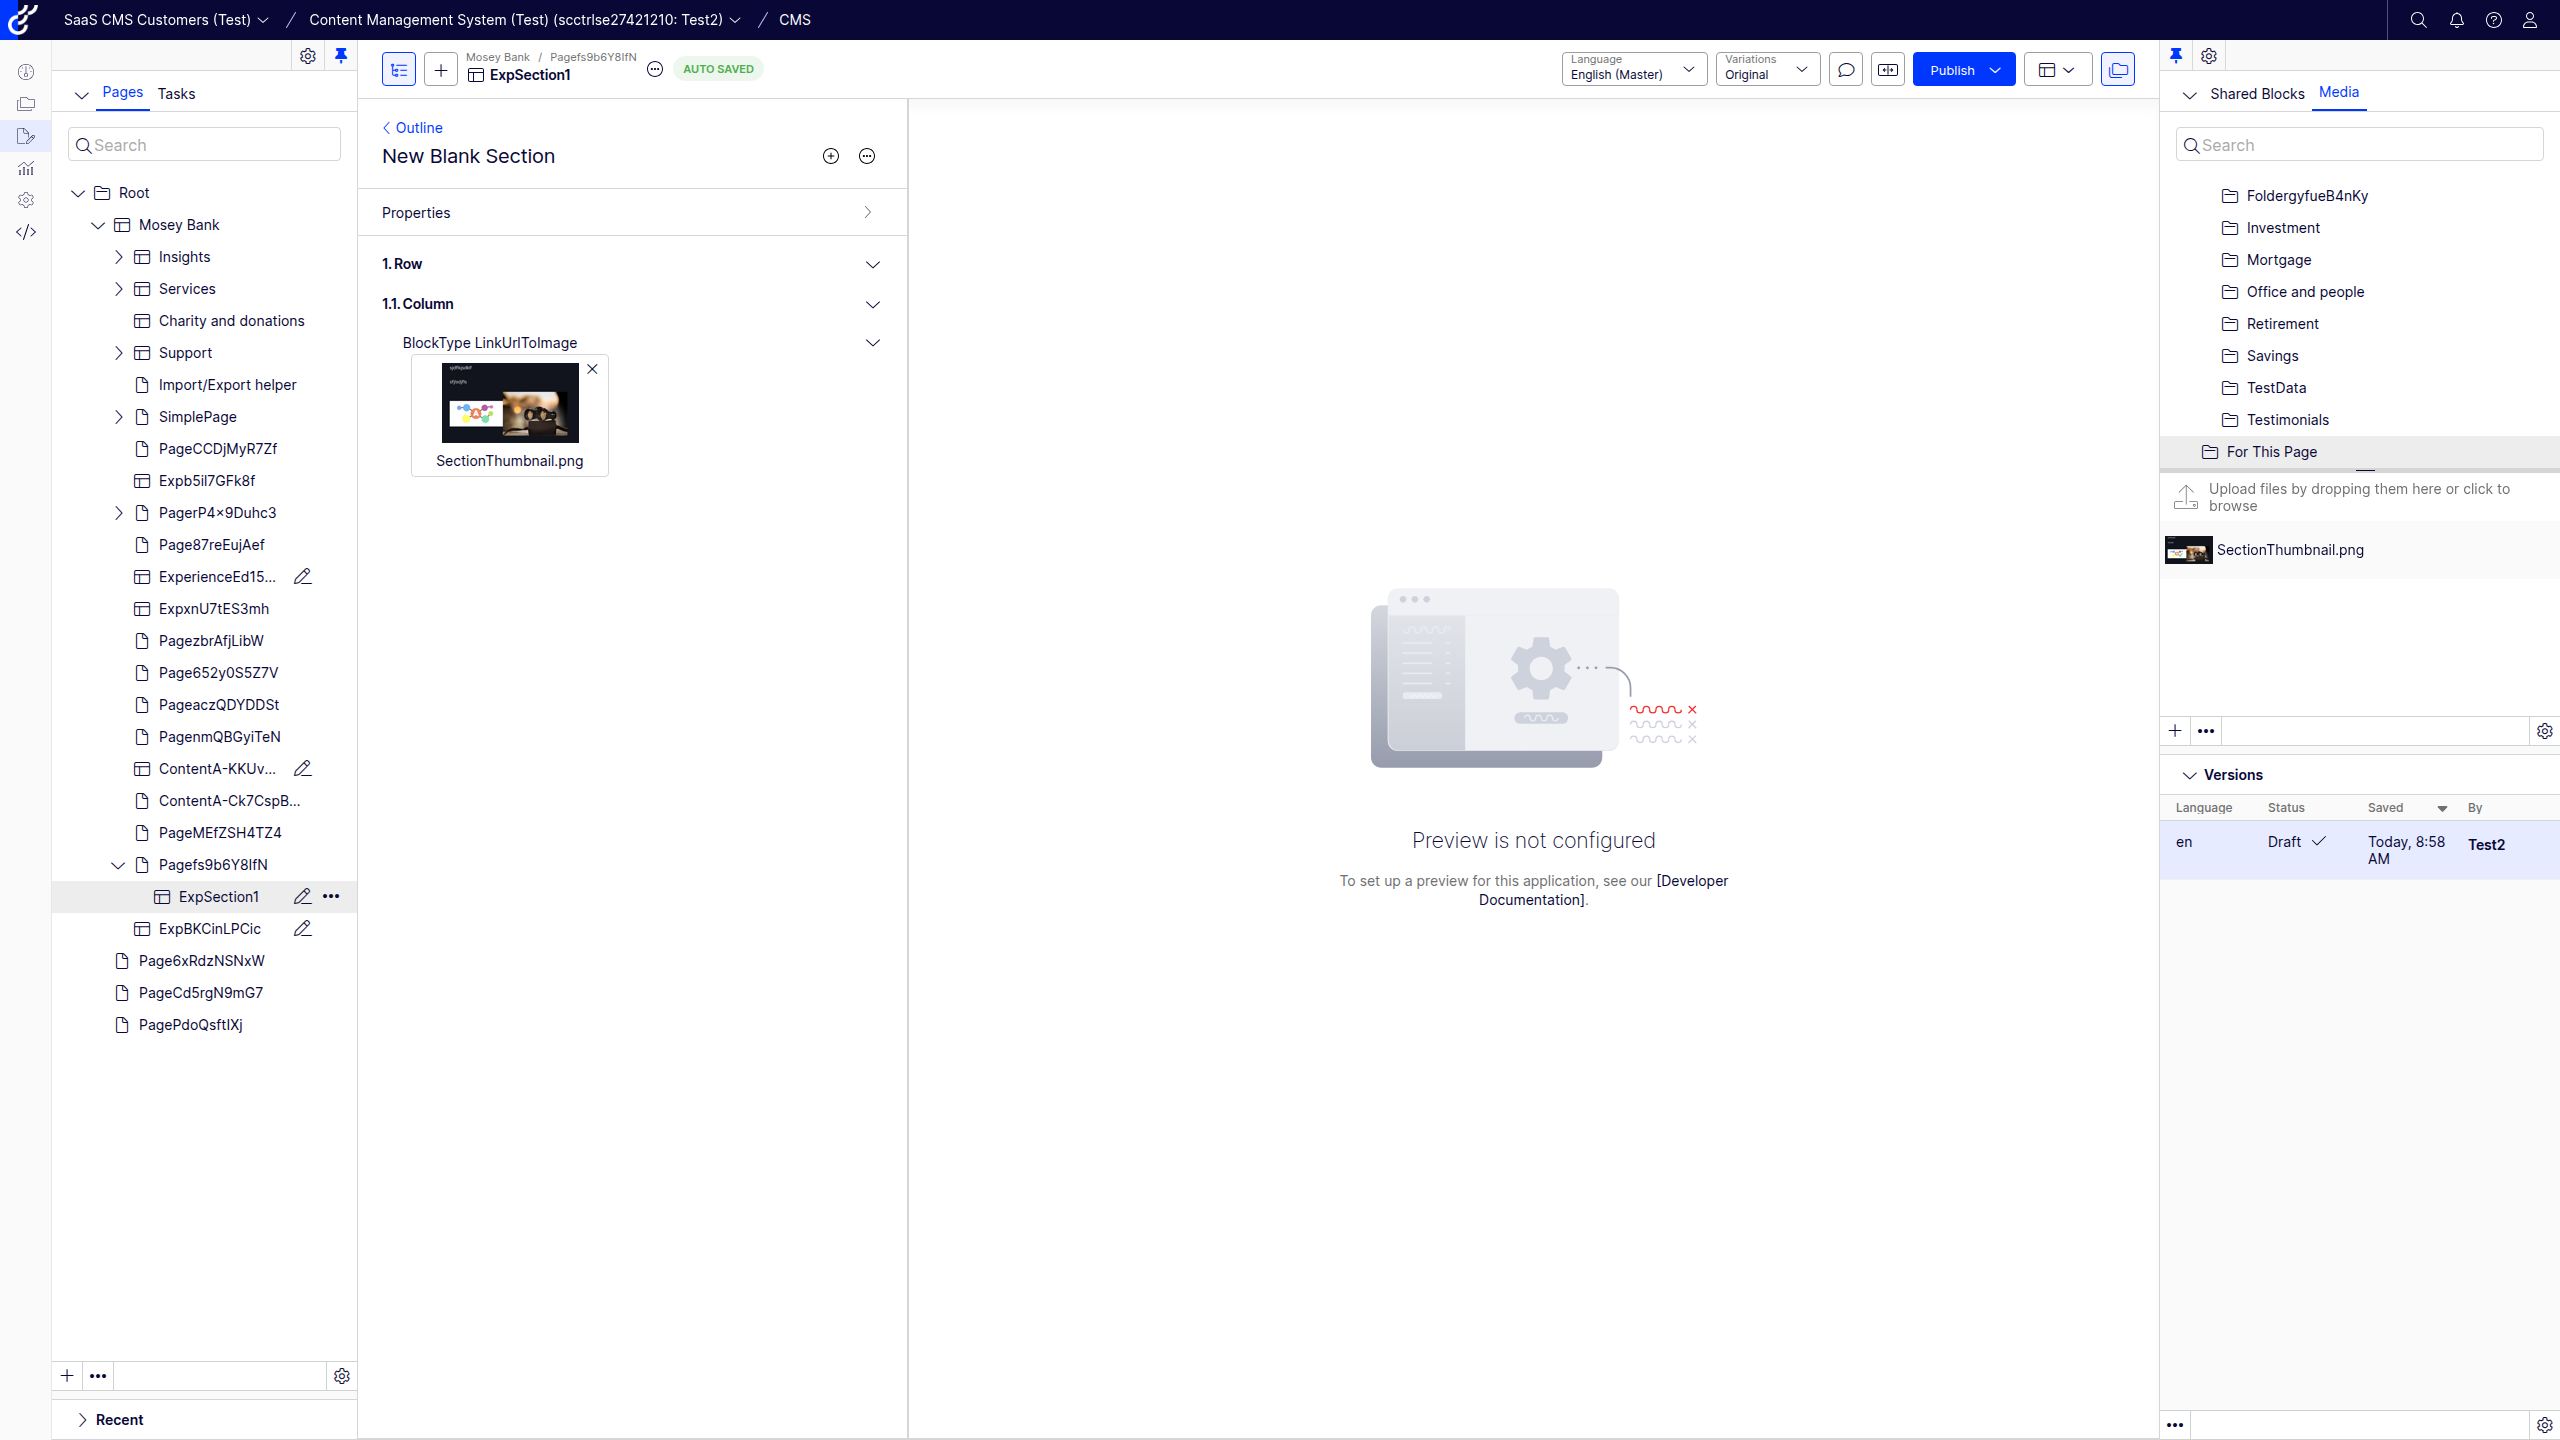 SaaS CMS Customers (Test) / Content Management System (Test) (scctrlse27421210: Test2) / CMS
Pages Tasks
Search
Root
Mosey Bank
Insights
Services
Charity and donations
Support
Import/Export helper
SimplePage
PageCCDjMyR7Zf
Expb5il7GFk8f
PagerP4x9Duhc3
Page87reEujAef
ExperienceEd15...
ExpxnU7tES3mh
PagezbrAfjLibW
Page652y0S5Z7V
PageaczQDYDDSt
PagenmQBGyiTeN
ContentA-KKUv...
ContentA-Ck7CspB...
PageMEfZSH4TZ4
Pagefs9b6Y8IfN
ExpSection1
ExpBKCinLPCic
Page6xRdzNSNxW
PageCd5rgN9mG7
PagePdoQsftIXj
Recent
Mosey Bank / Pagefs9b6Y8IfN
ExpSection1
AUTO SAVED
Language
English (Master)
Variations
Original
Publish
Outline
New Blank Section
Properties
1. Row
1.1. Column
BlockType LinkUrlToImage
SectionThumbnail.png
Preview is not configured
To set up a preview for this application, see our [Developer
Documentation].
Shared Blocks Media
Search
FoldergyfueB4nKy
Investment
Mortgage
Office and people
Retirement
Savings
TestData
Testimonials
For This Page
Upload files by dropping them here or click to
browse
SectionThumbnail.png
Versions
Language Status Saved By
en Draft Today, 8:58 Test2
AM